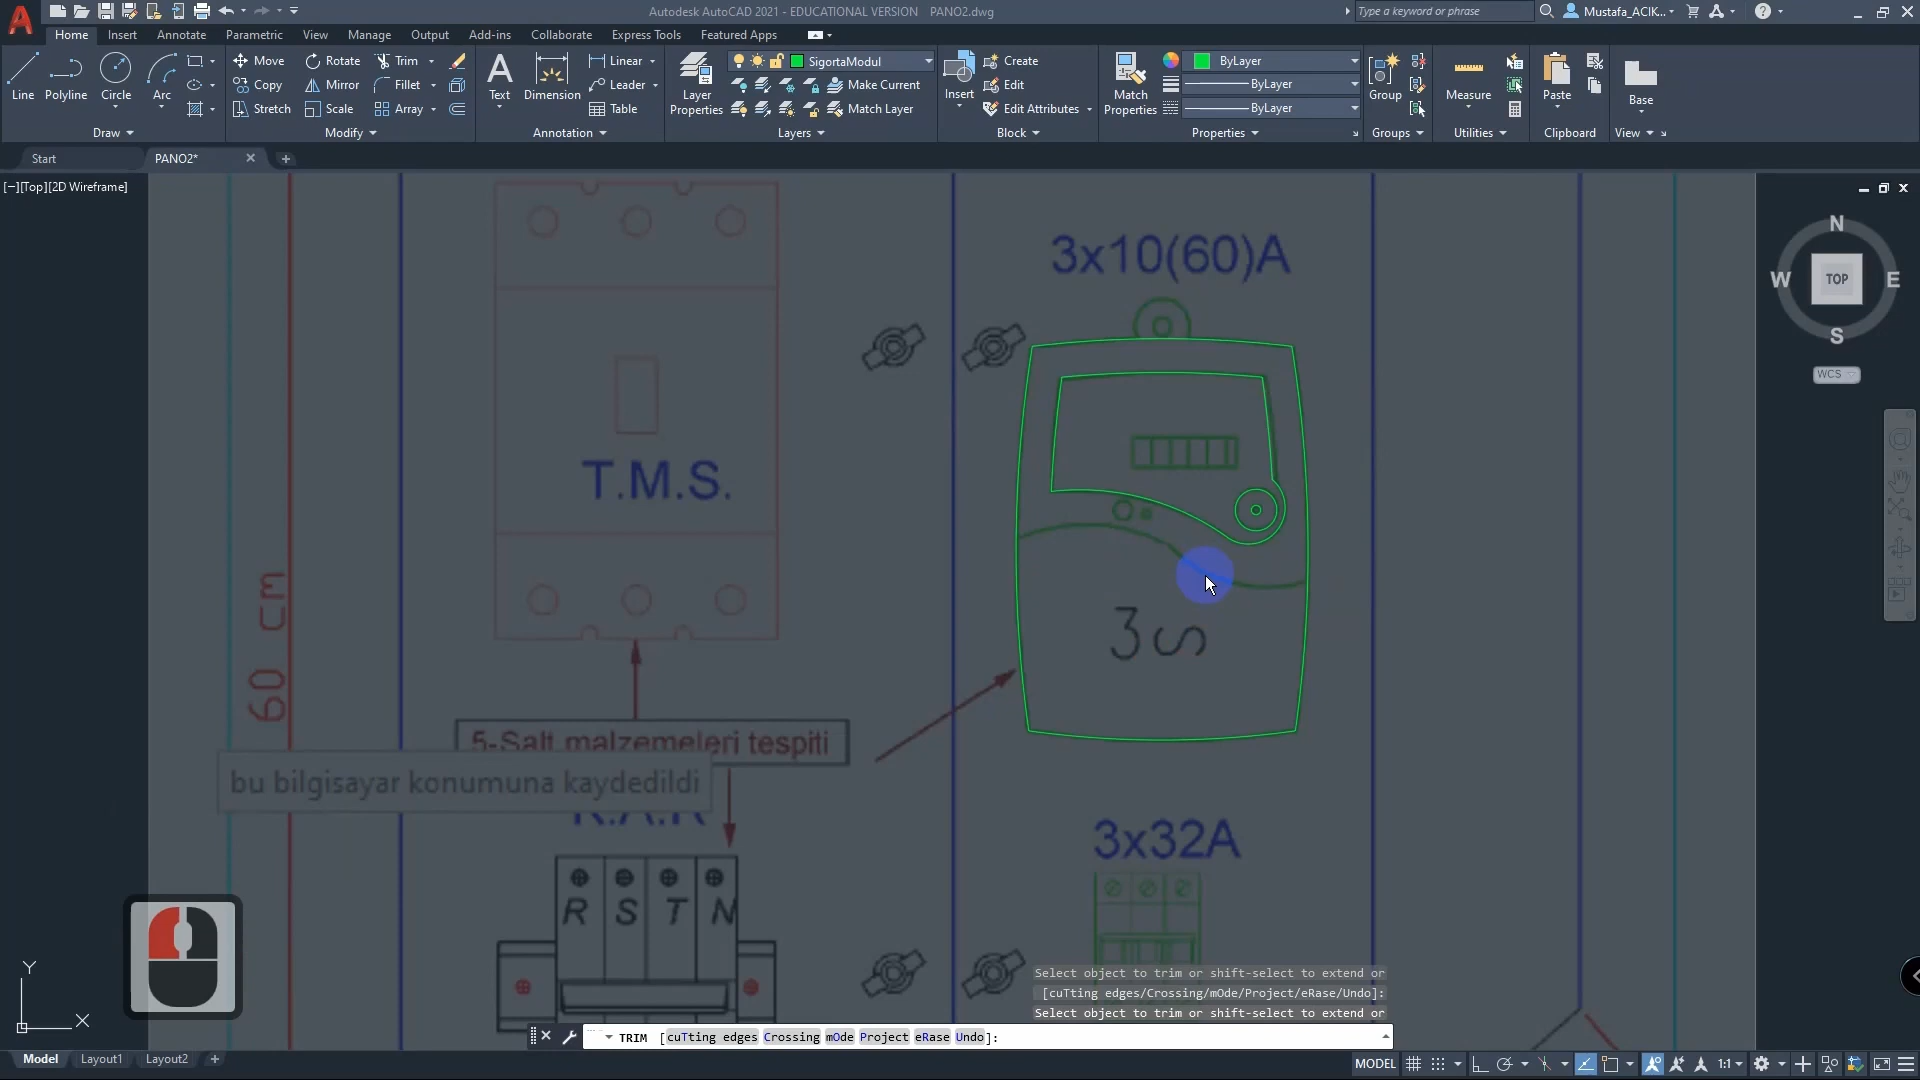 Autodesk AutoCAD 2021 - EDUCATIONAL VERSION PANO2.dwg
Type a keyword or phrase
Mustafa_ACIK...
Home Insert Annotate Parametric View Manage Output Add-ins Collaborate Express Tools Featured Apps
Line
Polyline
Circle
Arc
Draw
Move Rotate Trim
Copy Mirror Fillet
Stretch Scale Array
Modify
Text
Dimension
Linear
Leader
Table
Annotation
Layer
Properties
SigortaModul
Make Current
Match Layer
Layers
Insert
Create
Edit
Edit Attributes
Block
Match
Properties
ByLayer
ByLayer
ByLayer
Properties
Group
Groups
Measure
Utilities
Paste
Clipboard
Base
View
Start PANO2*
[−][Top][2D Wireframe]
N
W TOP E
S
WCS
3x10(60)A
T.M.S.
60 cm
3 S
5-Şalt malzemeleri tespiti
bu bilgisayar konumuna kaydedildi
K.A.K
3x32A
R S T N
Y
X
Select object to trim or shift-select to extend or
[cuTting edges/Crossing/mOde/Project/eRase/Undo]:
Select object to trim or shift-select to extend or
TRIM [cuTting edges Crossing mOde Project eRase Undo]:
Model Layout1 Layout2
MODEL 1:1